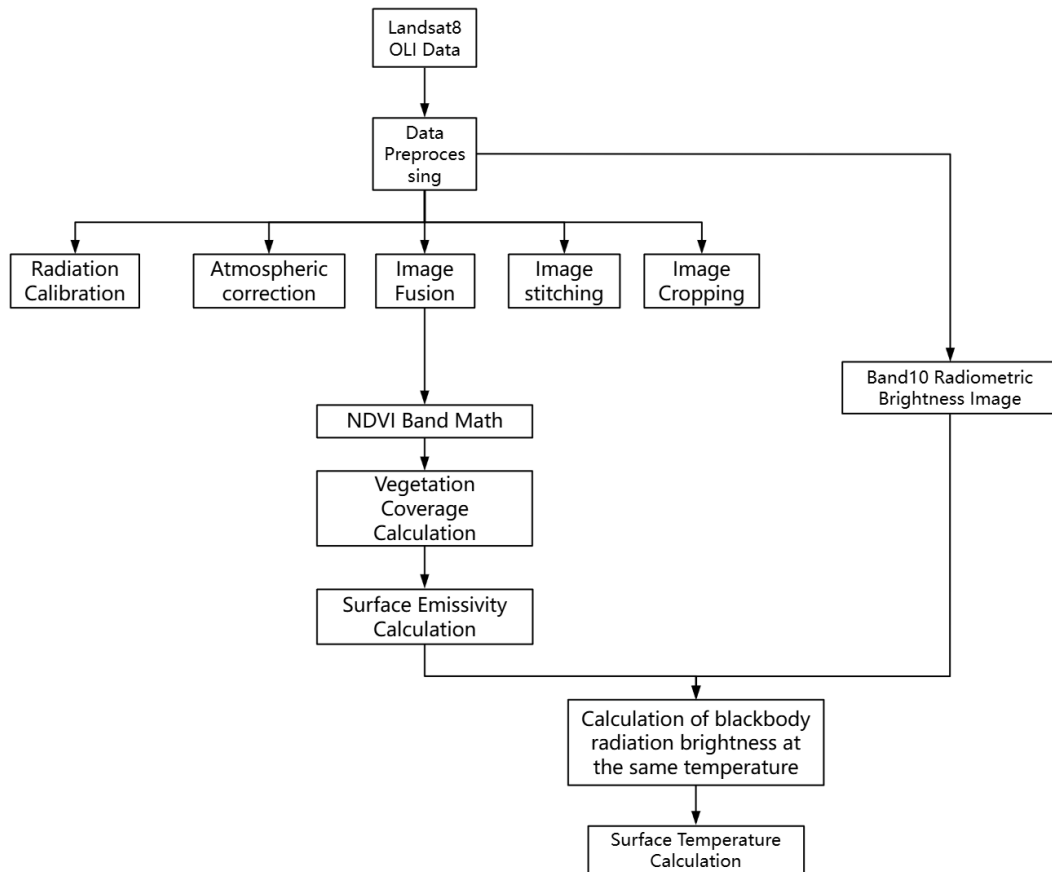 Landsat8
OLI Data
Data
Preproces
sing
Radiation
Calibration
Atmospheric
correction
Image
Fusion
Image
stitching
Image
Cropping
Band10 Radiometric
Brightness Image
NDVI Band Math
Vegetation
Coverage
Calculation
Surface Emissivity
Calculation
Calculation of blackbody
radiation brightness at
the same temperature
Surface Temperature
Calculation